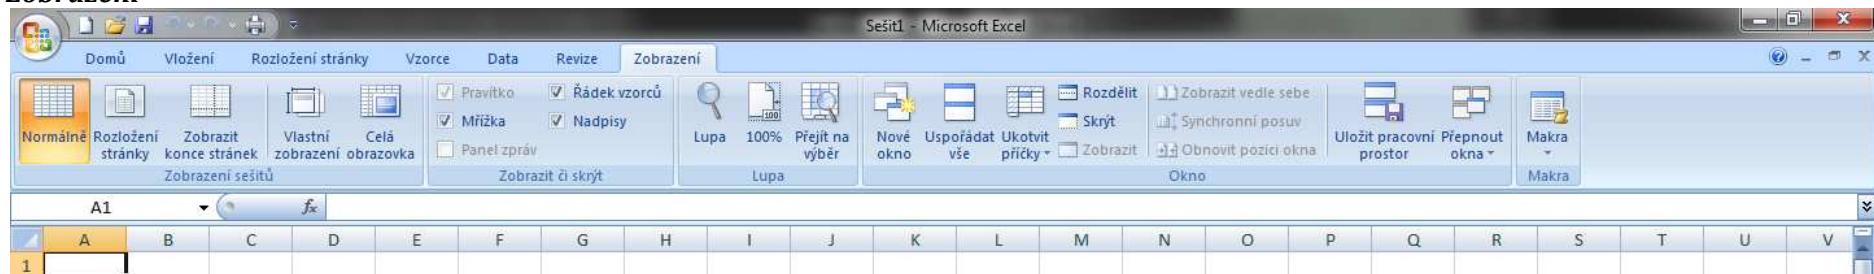 Sešit1 - Microsoft Excel
Domů Vložení Rozložení stránky Vzorce Data Revize Zobrazení
Normálně Rozložení stránky Zobrazit konce stránek Vlastní zobrazení Celá obrazovka
Zobrazení sešitů
Pravítko Řádek vzorců
Mřížka Nadpisy
Panel zpráv
Zobrazit či skrýt
Lupa 100% Přejít na výběr
Lupa
Nové okno Uspořádat vše Ukotvit příčky
Rozdělit Zobrazit vedle sebe
Skrýt Synchronní posuv
Zobrazit Obnovit pozici okna
Uložit pracovní prostor Přepnout okna
Okno
Makra
Makra
A1 fx
A B C D E F G H I J K L M N O P Q R S T U V
1